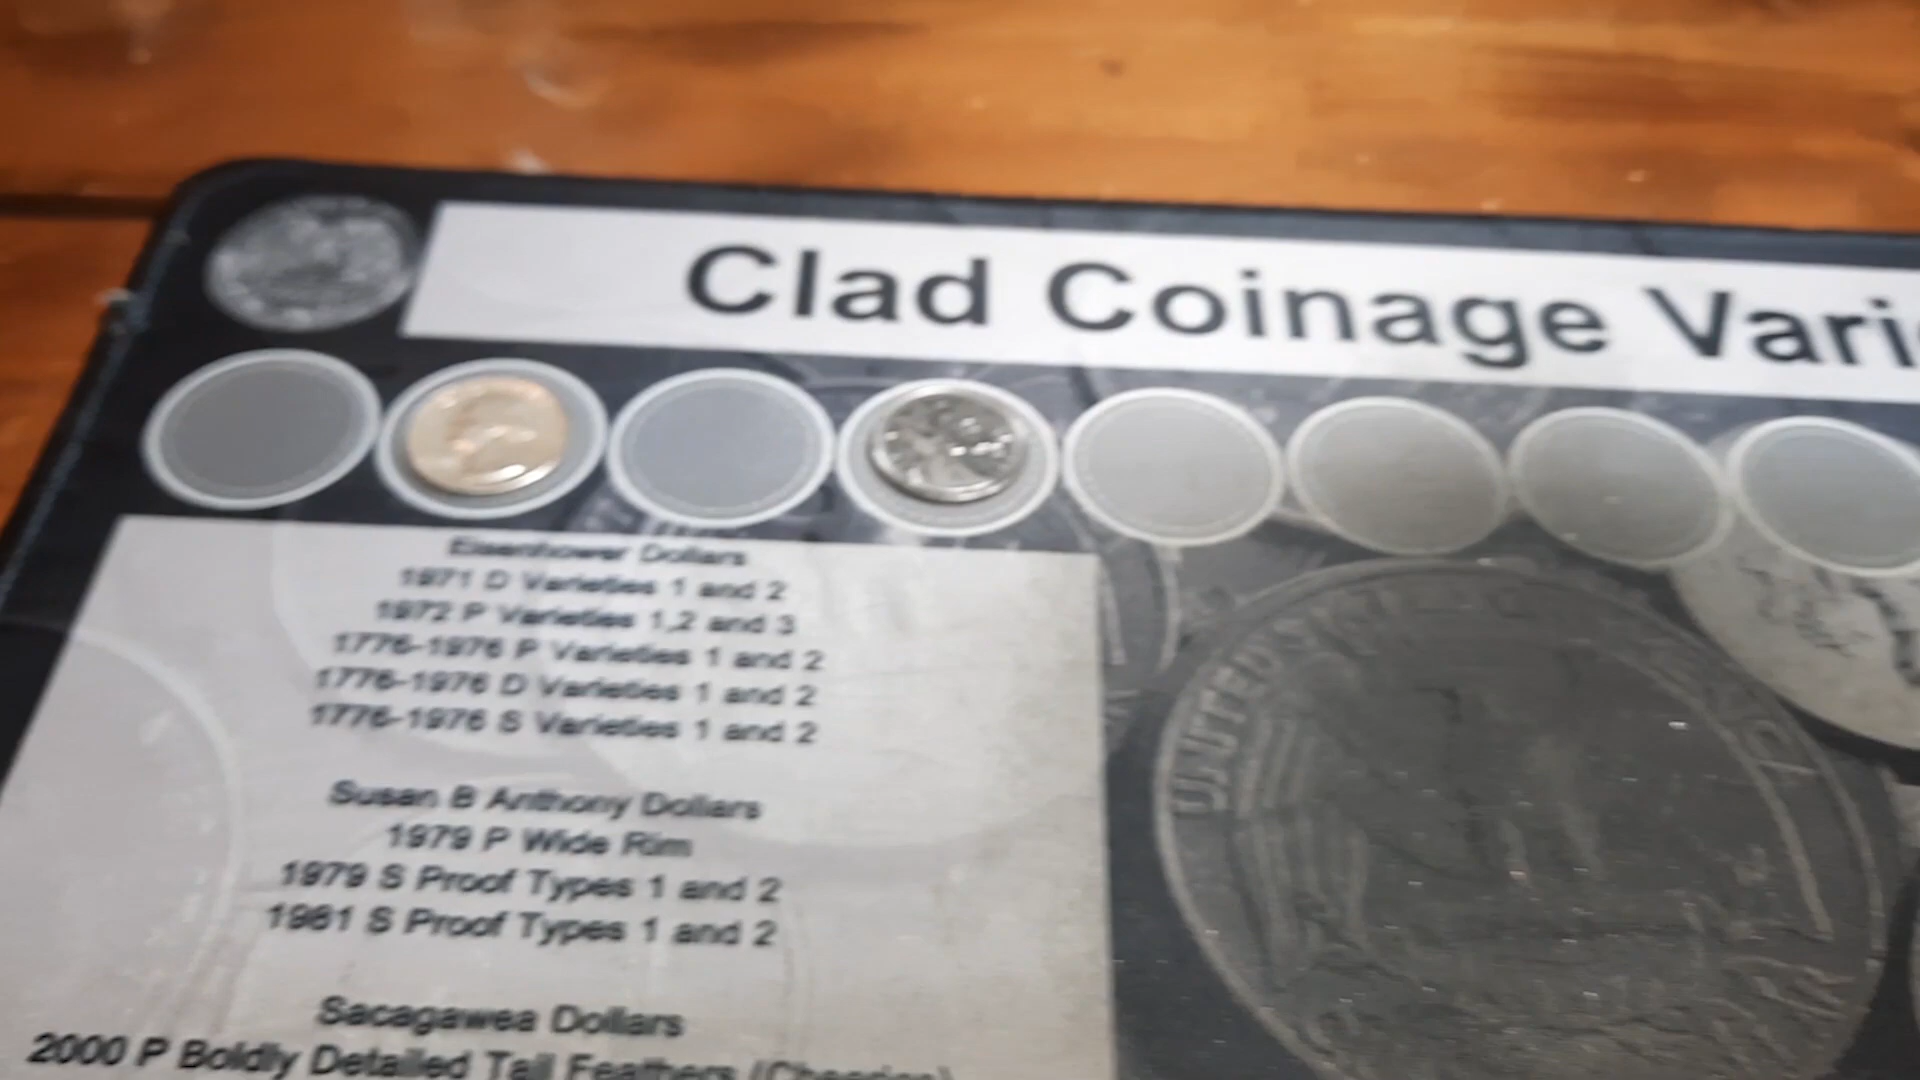 Clad Coinage Vari
Eisenhower Dollars
1971 D Varieties 1 and 2
1972 P Varieties 1,2 and 3
1776-1976 P Varieties 1 and 2
1776-1976 D Varieties 1 and 2
1776-1976 S Varieties 1 and 2
Susan B Anthony Dollars
1979 P Wide Rim
1979 S Proof Types 1 and 2
1981 S Proof Types 1 and 2
Sacagawea Dollars
2000 P Boldly Detailed Tail Feathers (Cheerios)
UNITED